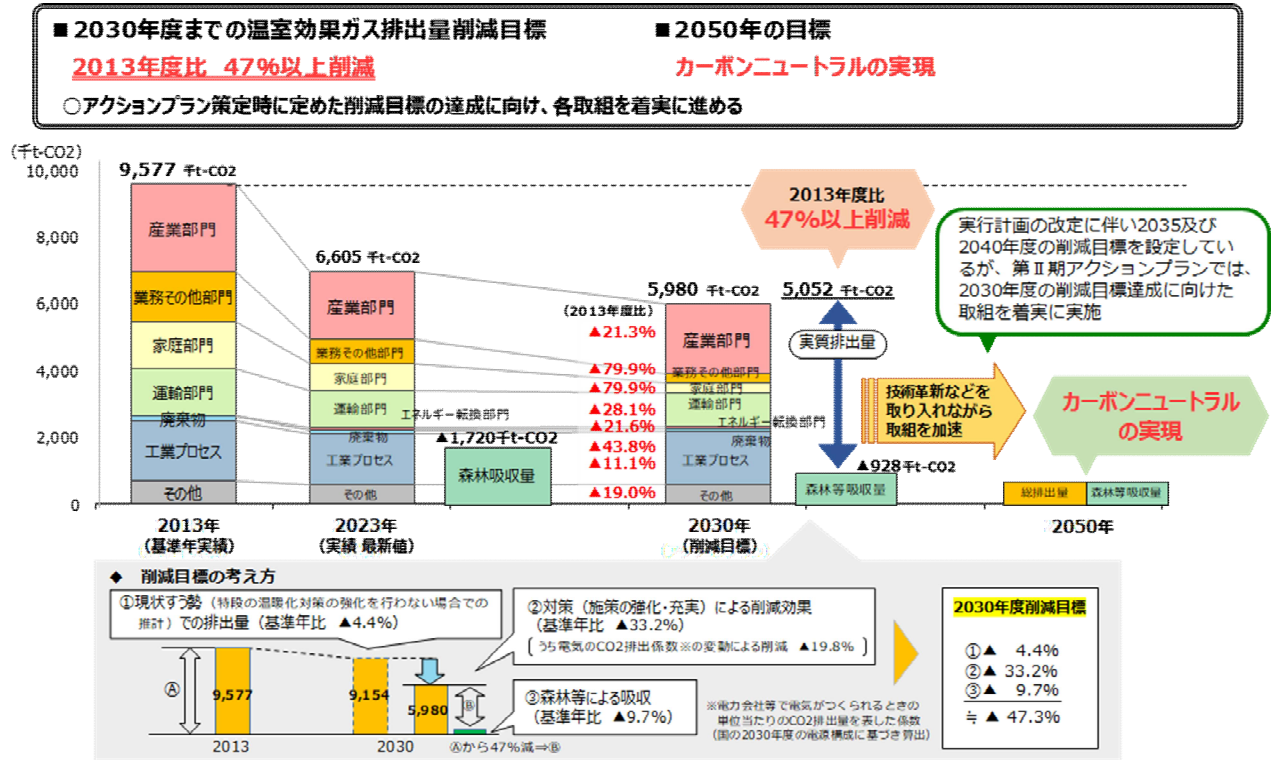 ■ 2030年度までの温室効果ガス排出量削減目標
2013年度比 47%以上削減
■ 2050年の目標
カーボンニュートラルの実現
○アクションプラン策定時に定めた削減目標の達成に向け、各取組を着実に進める
(千t-CO2)
10,000
8,000
6,000
4,000
2,000
0
9,577 千t-CO2
産業部門
業務その他部門
家庭部門
運輸部門
廃棄物
工業プロセス
その他
2013年
(基準年実績)
6,605 千t-CO2
産業部門
業務その他部門
家庭部門
運輸部門
エネルギー転換部門
廃棄物
工業プロセス
その他
2023年
(実績 最新値)
▲1,720千t-CO2
森林吸収量
(2013年度比)
▲21.3%
▲79.9%
▲79.9%
▲28.1%
▲21.6%
▲43.8%
▲11.1%
▲19.0%
5,980 千t-CO2
産業部門
業務その他部門
家庭部門
運輸部門
エネルギー転換部門
廃棄物
工業プロセス
その他
2030年
(削減目標)
2013年度比
47%以上削減
5,052 千t-CO2
実質排出量
▲928千t-CO2
森林等吸収量
実行計画の改定に伴い2035及び
2040年度の削減目標を設定してい
るが、第Ⅱ期アクションプランでは、
2030年度の削減目標達成に向けた
取組を着実に実施
技術革新などを
取り入れながら
取組を加速
カーボンニュートラル
の実現
総排出量
森林等吸収量
2050年
◆ 削減目標の考え方
①現状すう勢(特段の温暖化対策の強化を行わない場合での
推計)での排出量(基準年比 ▲4.4%)
②対策(施策の強化・充実)による削減効果
(基準年比 ▲33.2%)
(うち電気のCO2排出係数※の変動による削減 ▲19.8%)
③森林等による吸収
(基準年比 ▲9.7%)
Ⓐ
9,577
9,154
5,980
Ⓑ
2013
2030
Ⓐから47%減⇒Ⓑ
※電力会社等で電気がつくられるときの
単位当たりのCO2排出量を表した係数
(国の2030年度の電源構成に基づき算出)
2030年度削減目標
①▲ 4.4%
②▲ 33.2%
③▲ 9.7%
≒ ▲ 47.3%